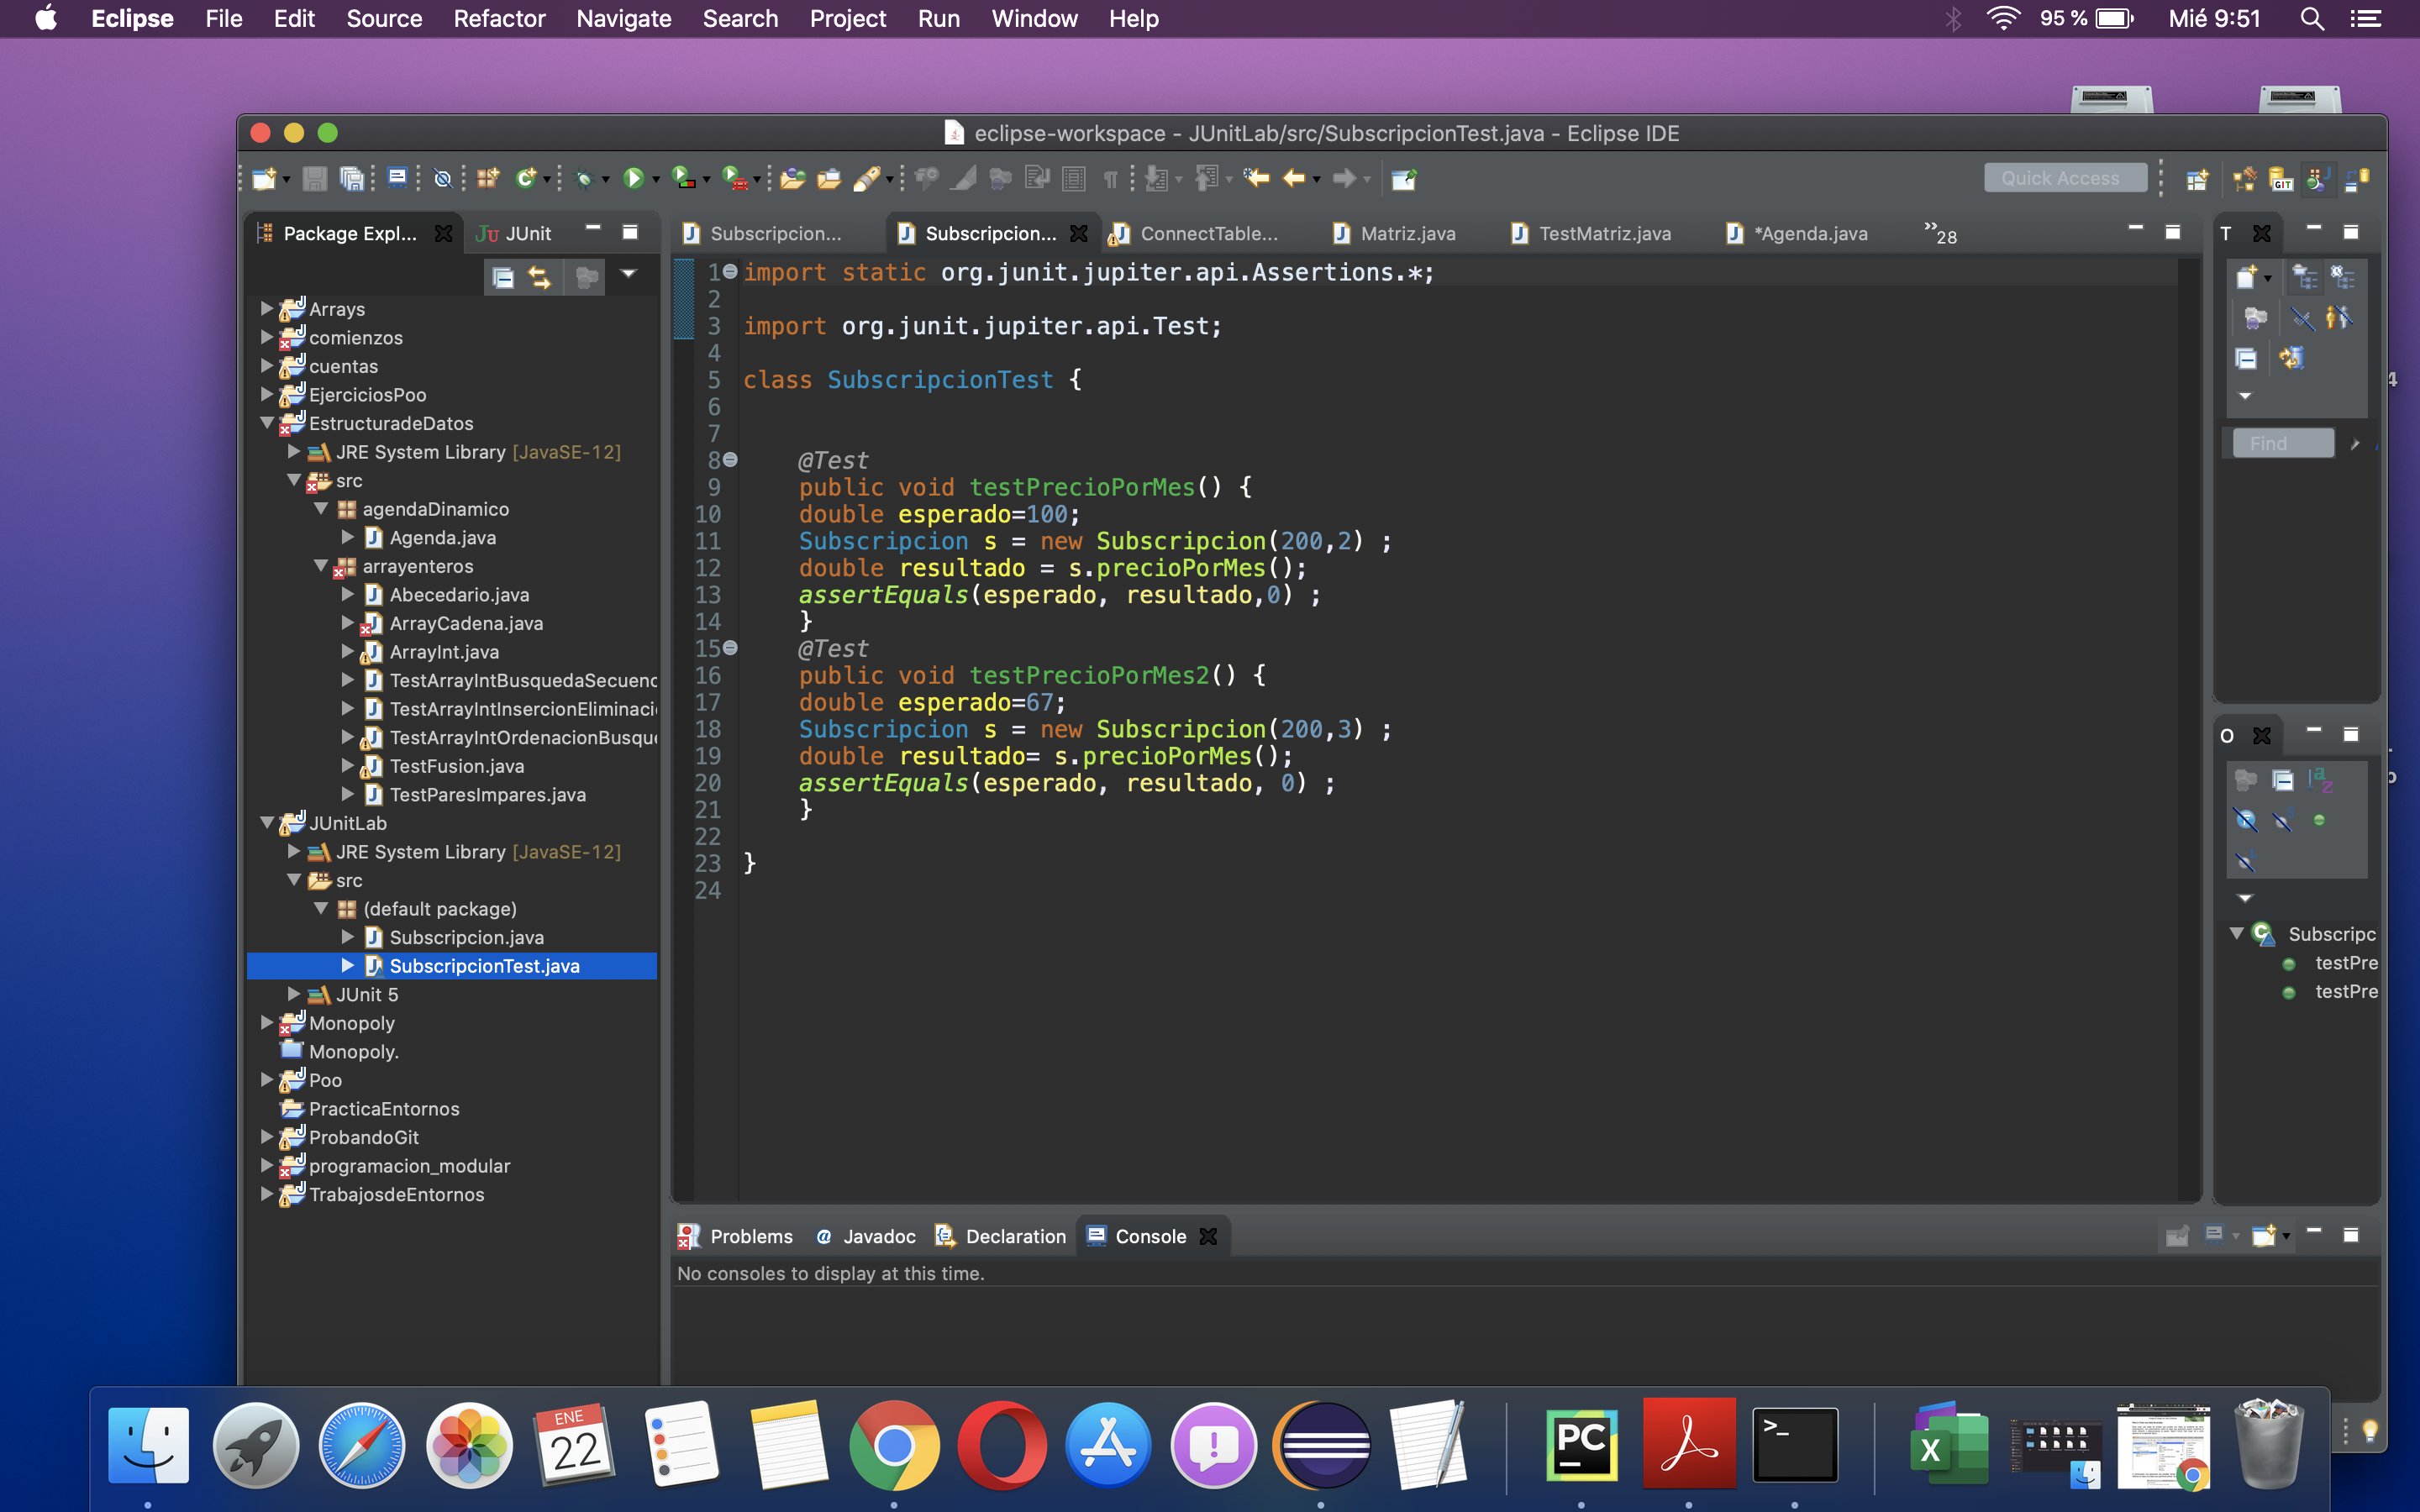 Eclipse File Edit Source Refactor Navigate Search Project Run Window Help 95 % Mié 9:51
eclipse-workspace - JUnitLab/src/SubscripcionTest.java - Eclipse IDE
Quick Access
GIT
Package Expl...
JUnit
Subscripcion...
Subscripcion...
ConnectTable...
Matriz.java
TestMatriz.java
*Agenda.java
»28
T
Arrays
comienzos
cuentas
EjerciciosPoo
EstructuradeDatos
JRE System Library [JavaSE-12]
src
agendaDinamico
Agenda.java
arrayenteros
Abecedario.java
ArrayCadena.java
ArrayInt.java
TestArrayIntBusquedaSecuenc
TestArrayIntInsercionEliminaci
TestArrayIntOrdenacionBusque
TestFusion.java
TestParesImpares.java
JUnitLab
JRE System Library [JavaSE-12]
src
(default package)
Subscripcion.java
SubscripcionTest.java
JUnit 5
Monopoly
Monopoly.
Poo
PracticaEntornos
ProbandoGit
programacion_modular
TrabajosdeEntornos
1 import static org.junit.jupiter.api.Assertions.*;
2
3 import org.junit.jupiter.api.Test;
4
5 class SubscripcionTest {
6
7
8 @Test
9 public void testPrecioPorMes() {
10 double esperado=100;
11 Subscripcion s = new Subscripcion(200,2) ;
12 double resultado = s.precioPorMes();
13 assertEquals(esperado, resultado,0) ;
14 }
15 @Test
16 public void testPrecioPorMes2() {
17 double esperado=67;
18 Subscripcion s = new Subscripcion(200,3) ;
19 double resultado= s.precioPorMes();
20 assertEquals(esperado, resultado, 0) ;
21 }
22
23 }
24
Find
O
Subscripc
testPre
testPre
Problems
Javadoc
Declaration
Console
No consoles to display at this time.
ENE
22
PC
>_
X